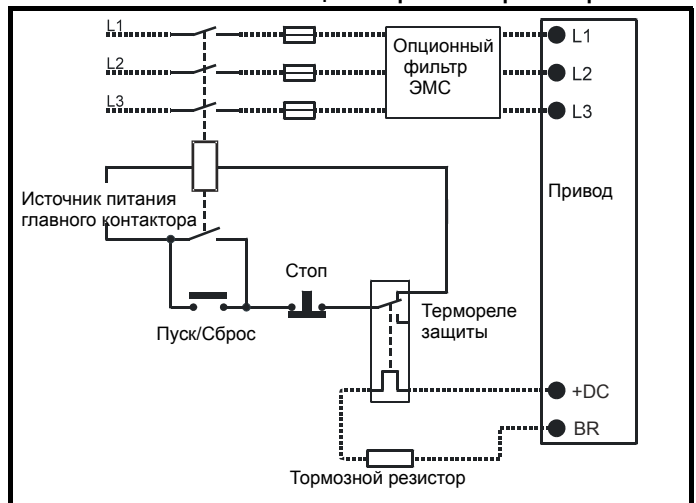 L1
L2
L3
Опционный
фильтр
ЭМС
L1
L2
L3
Привод
Источник питания
главного контактора
Стоп
Пуск/Сброс
Термореле
защиты
+DC
BR
Тормозной резистор